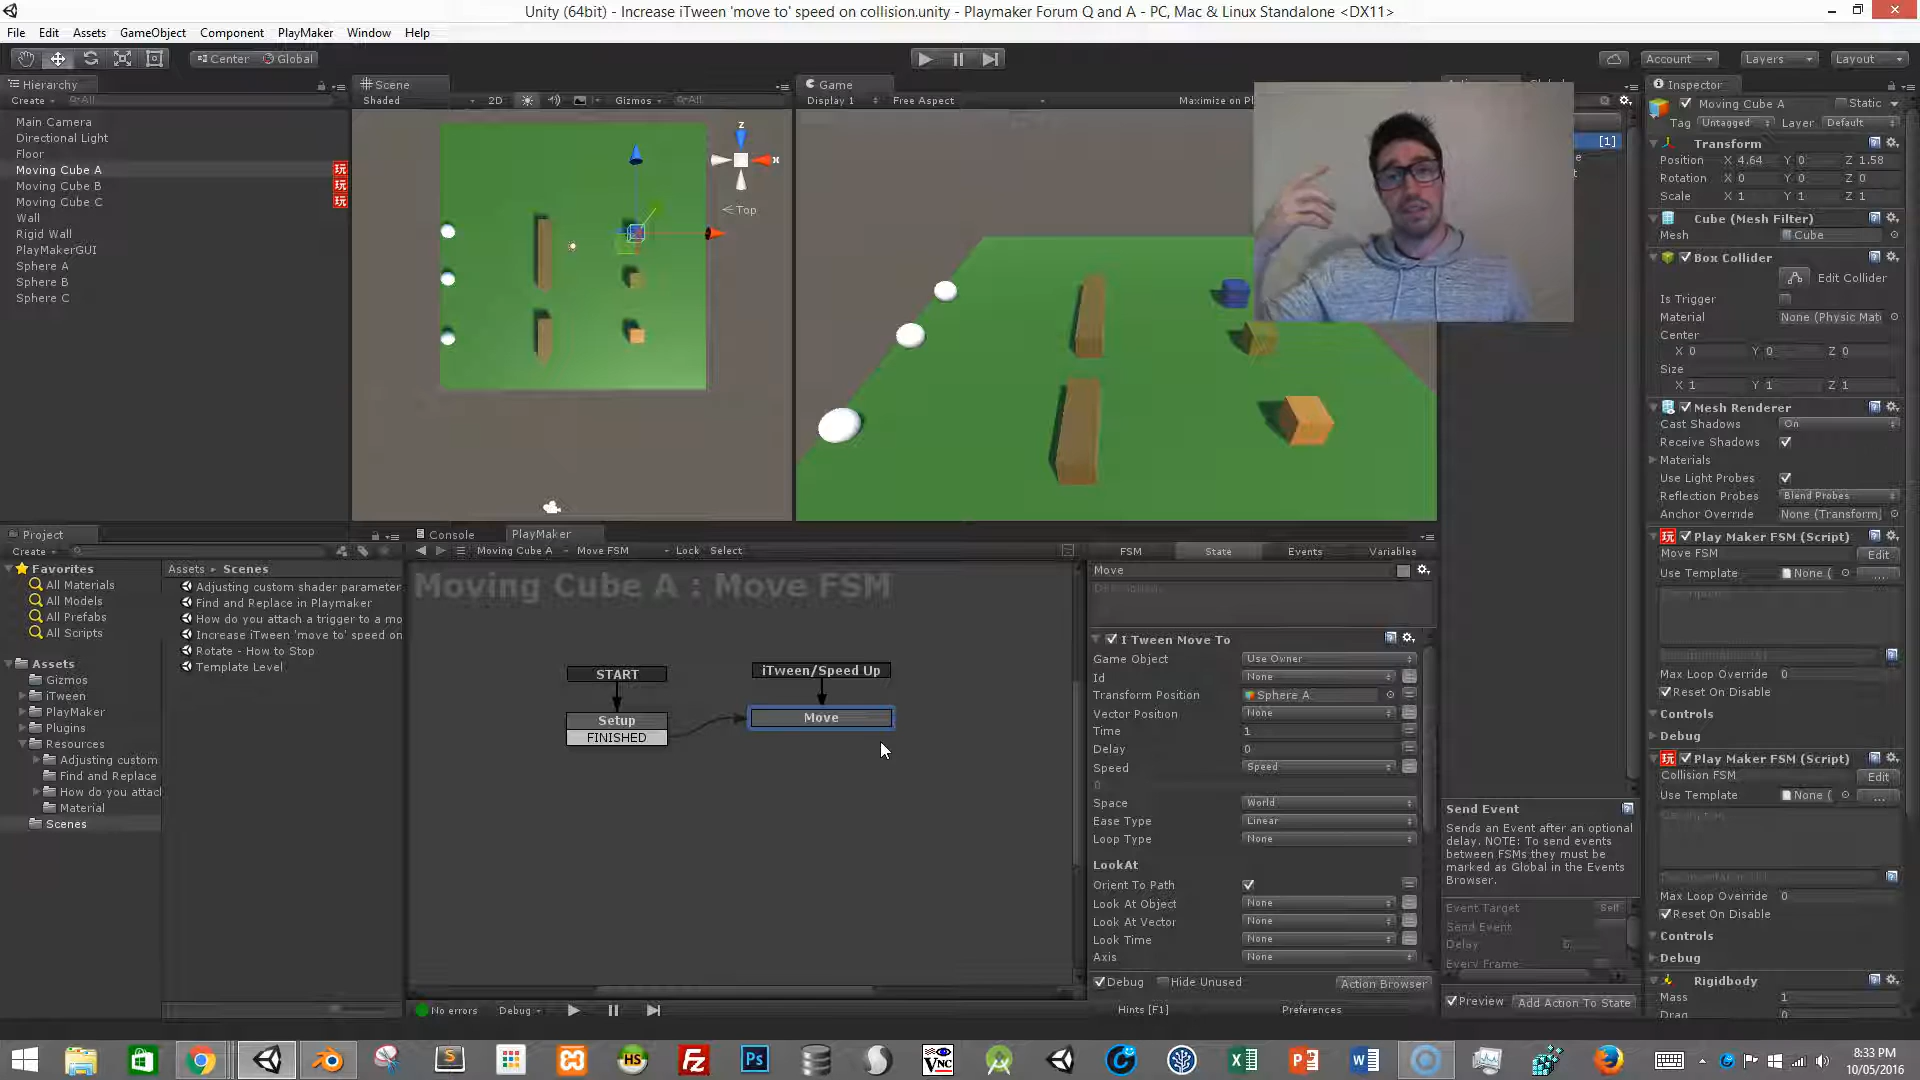 Unity (64bit) - Increase iTween 'move to' speed on collision.unity - Playmaker Forum Q and A - PC, Mac & Linux Standalone <DX11>
File Edit Assets GameObject Component PlayMaker Window Help
Center Global Account Layers Layout
Hierarchy
Create All
Main Camera
Directional Light
Floor
Moving Cube A
Moving Cube B
Moving Cube C
Wall
Rigid Wall
PlayMakerGUI
Sphere A
Sphere B
Sphere C
Scene
Shaded 2D Gizmos All
z
x
Top
Game
Display 1 Free Aspect Maximize on Pl
[1]
Inspector
Moving Cube A Static
Tag Untagged Layer Default
Transform
Position X 4.64 Y 0 Z 1.58
Rotation X 0 Y 0 Z 0
Scale X 1 Y 1 Z 1
Cube (Mesh Filter)
Mesh Cube
Box Collider
Edit Collider
Is Trigger
Material None (Physic Mat
Center
X 0 Y 0 Z 0
Size
X 1 Y 1 Z 1
Mesh Renderer
Cast Shadows On
Receive Shadows
Materials
Use Light Probes
Reflection Probes Blend Probes
Anchor Override None (Transform
Play Maker FSM (Script)
Move FSM Edit
Use Template None (
Max Loop Override 0
Reset On Disable
Controls
Debug
Play Maker FSM (Script)
Collision FSM Edit
Use Template None (
Max Loop Override 0
Reset On Disable
Controls
Debug
Rigidbody
Mass 1
Drag
Project
Create
Favorites
All Materials
All Models
All Prefabs
All Scripts
Assets
Gizmos
iTween
PlayMaker
Plugins
Resources
Adjusting custom
Find and Replace
How do you attacl
Material
Scenes
Assets Scenes
Adjusting custom shader parameter
Find and Replace in Playmaker
How do you attach a trigger to a mo
Increase iTween 'move to' speed on
Rotate - How to Stop
Template Level
Console PlayMaker
Moving Cube A Move FSM Lock Select
Moving Cube A : Move FSM
START
Setup
FINISHED
iTween/Speed Up
Move
FSM State Events Variables
Move
Description...
I Tween Move To
Game Object Use Owner
Id None
Transform Position Sphere A
Vector Position None
Time 1
Delay 0
Speed Speed
0
Space World
Ease Type Linear
Loop Type None
LookAt
Orient To Path
Look At Object None
Look At Vector None
Look Time None
Axis None
Debug Hide Unused Action Browser
No errors Debug Hints [F1] Preferences
Send Event
Sends an Event after an optional
delay. NOTE: To send events
between FSMs they must be
marked as Global in the Events
Browser.
Event Target Self
Send Event
Delay 0
Every Frame
Preview Add Action To State
8:33 PM
10/05/2016